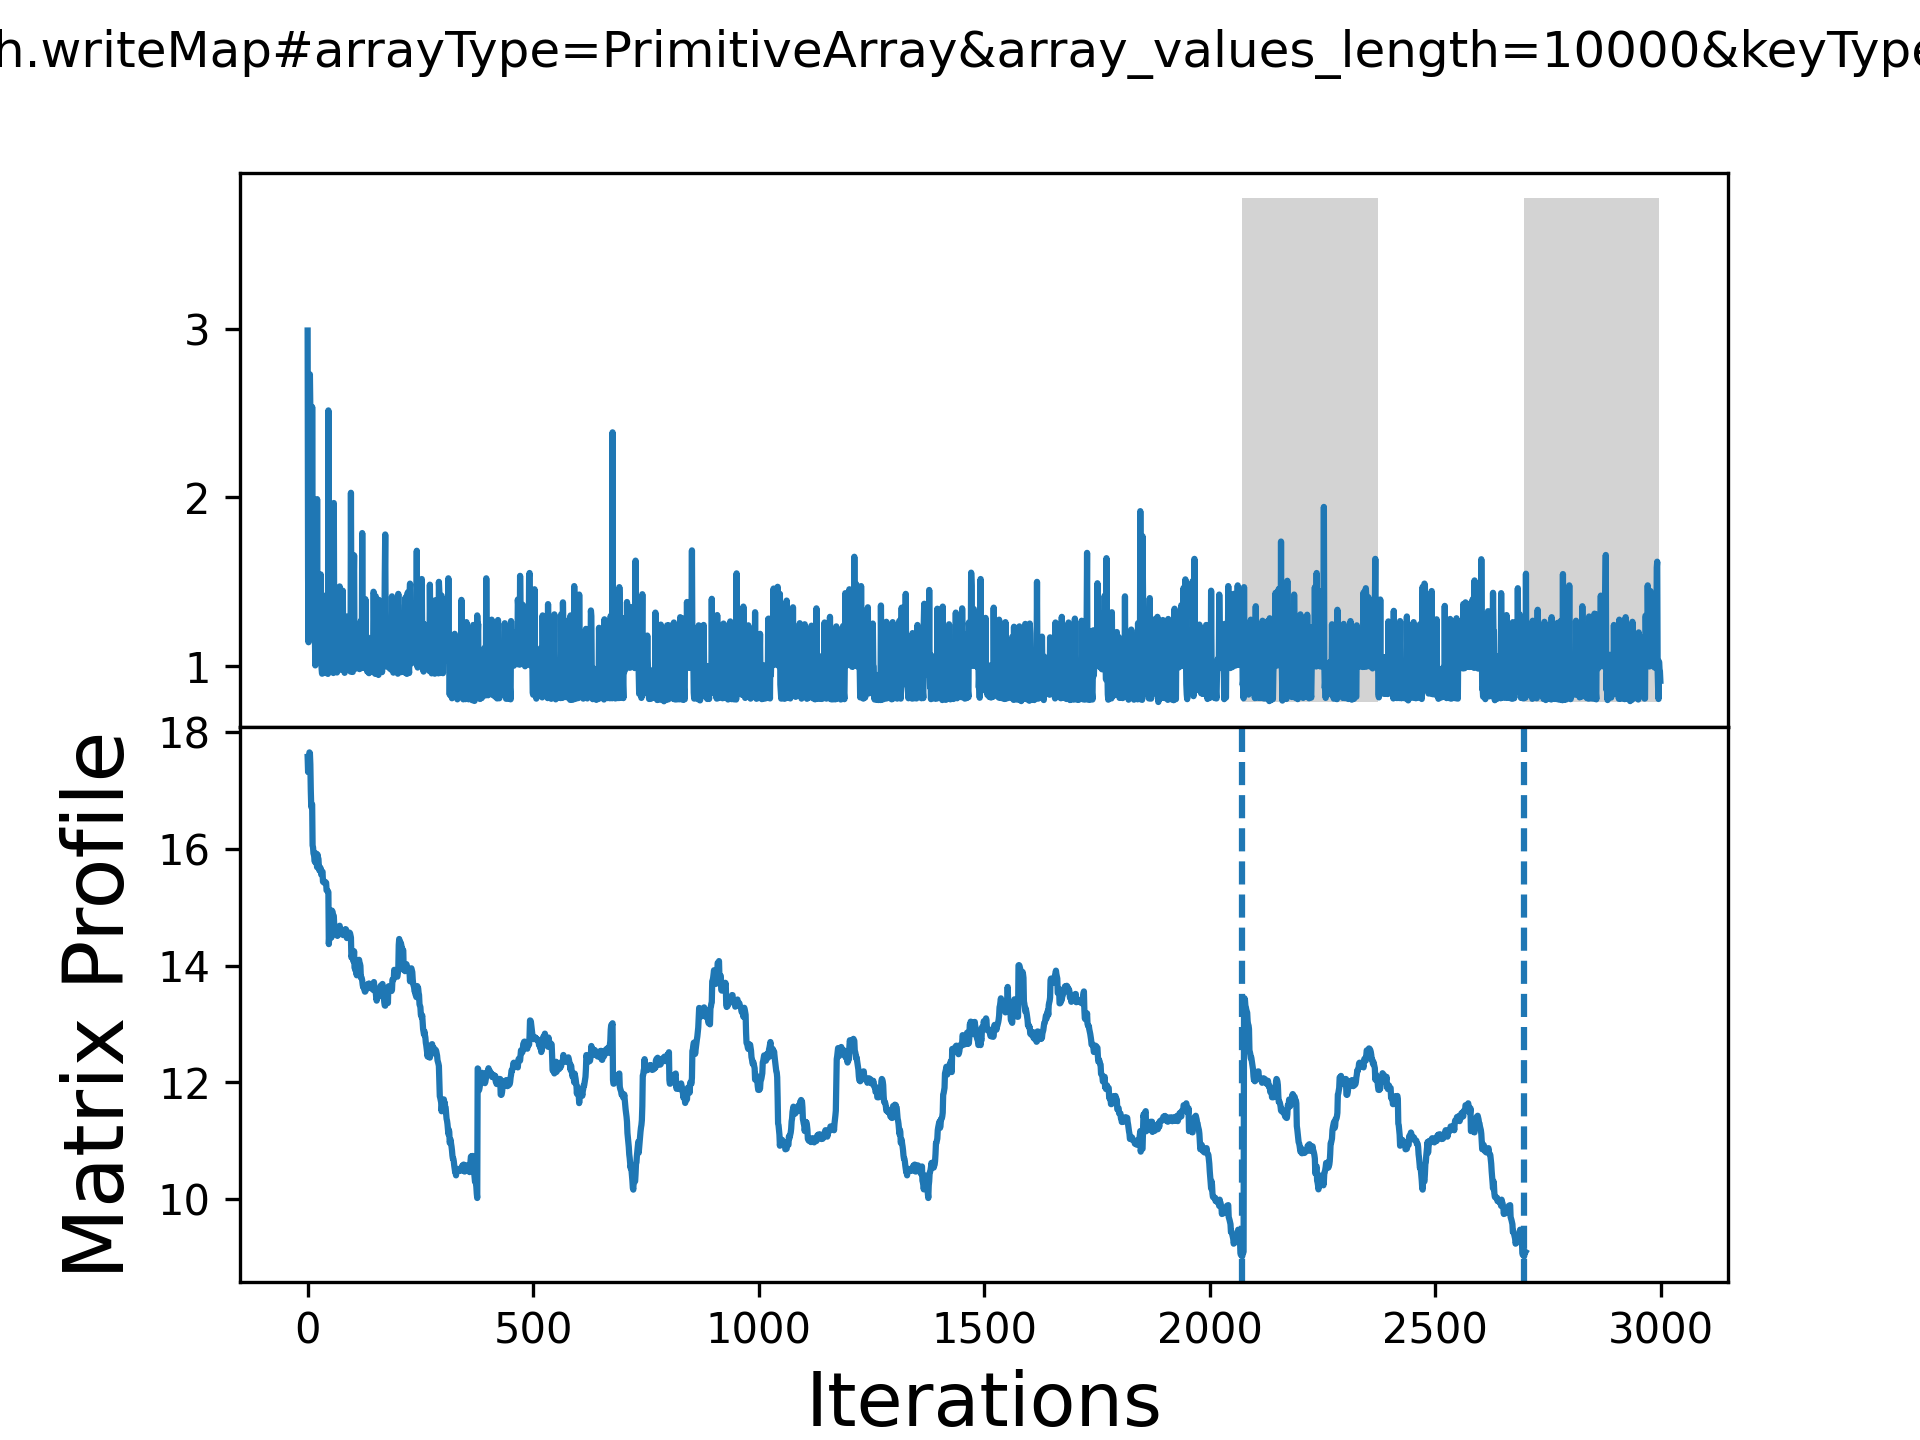 h.writeMap#arrayType=PrimitiveArray&array_values_length=10000&keyType
3
2
1
18
16
14
12
10
Matrix Profile
0 500 1000 1500 2000 2500 3000
Iterations